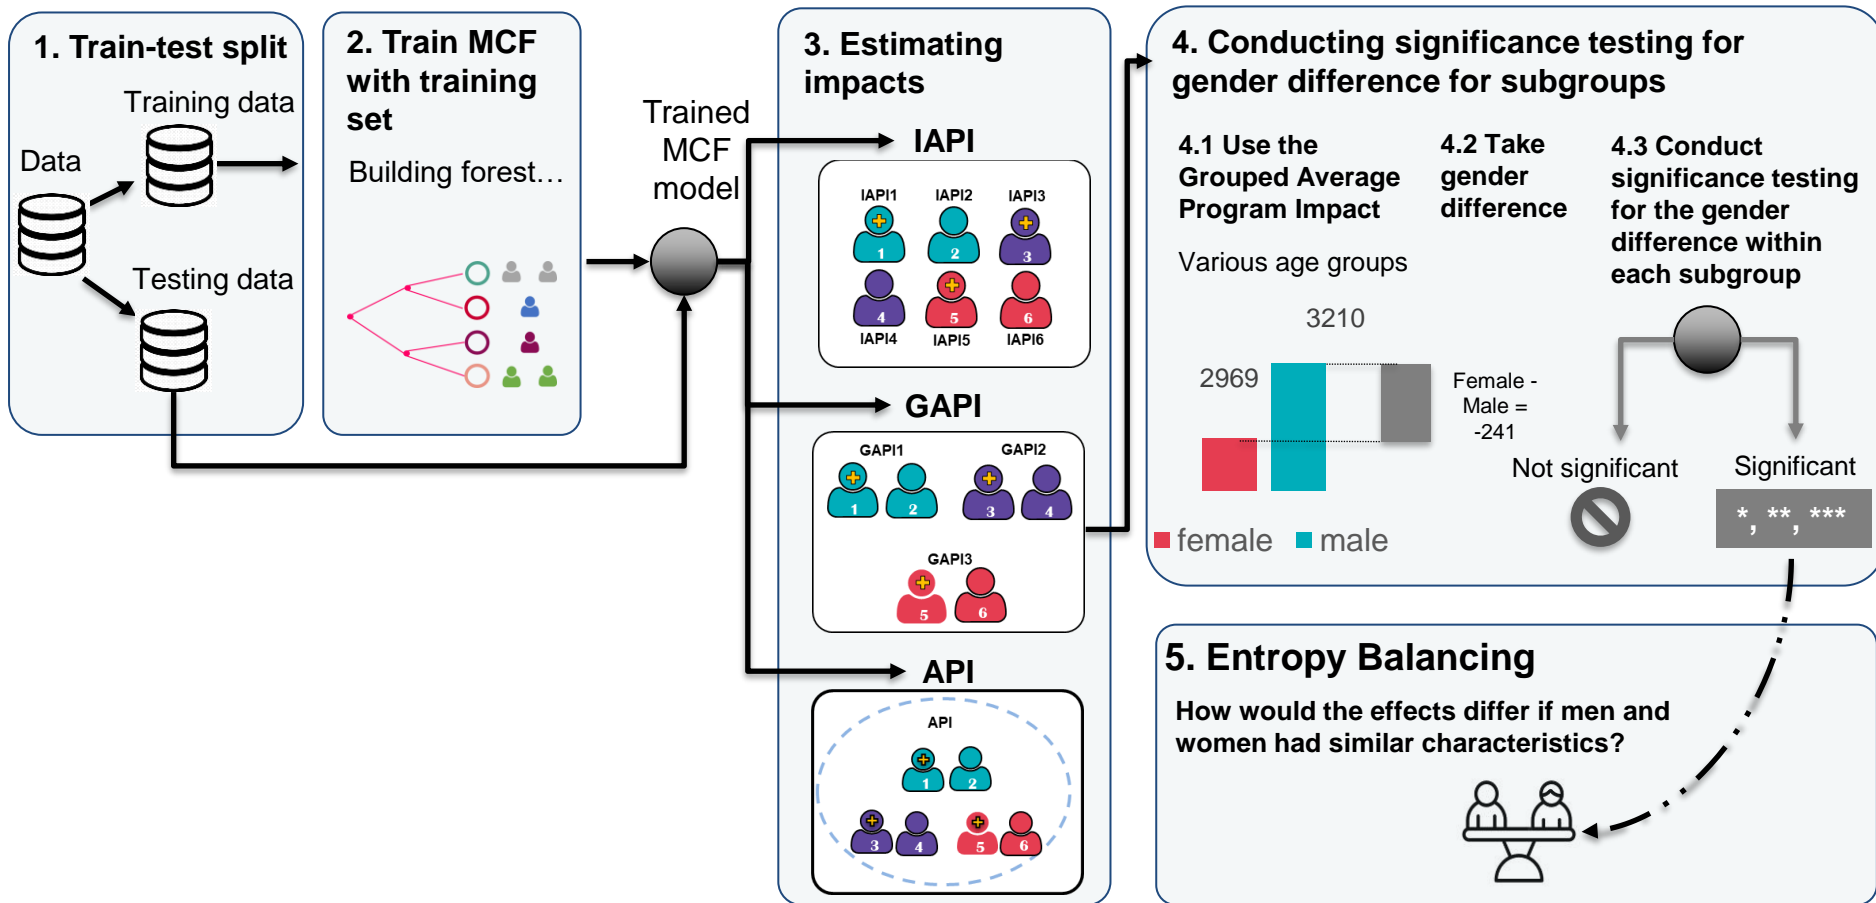 1. Train-test split
Training data
Data
Testing data
2. Train MCF
with training
set
Building forest…
Trained
MCF
model
3. Estimating
impacts
IAPI
IAPI1
IAPI2
IAPI3
1
2
3
4
5
6
IAPI4
IAPI5
IAPI6
GAPI
GAPI1
GAPI2
1
2
3
4
GAPI3
5
6
API
API
1
2
3
4
5
6
4. Conducting significance testing for
gender difference for subgroups
4.1 Use the
Grouped Average
Program Impact
Various age groups
4.2 Take
gender
difference
4.3 Conduct
significance testing
for the gender
difference within
each subgroup
3210
2969
Female -
Male =
-241
female
male
Not significant
Significant
*, **, ***
5. Entropy Balancing
How would the effects differ if men and
women had similar characteristics?